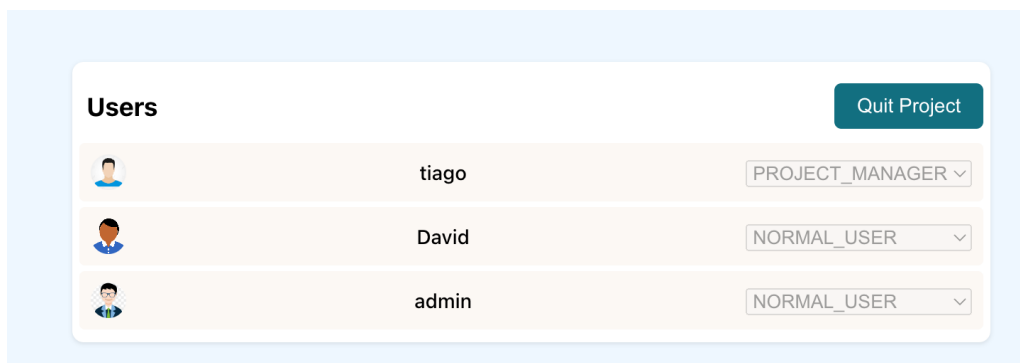 Users
Quit Project
tiago
PROJECT_MANAGER
David
NORMAL_USER
admin
NORMAL_USER